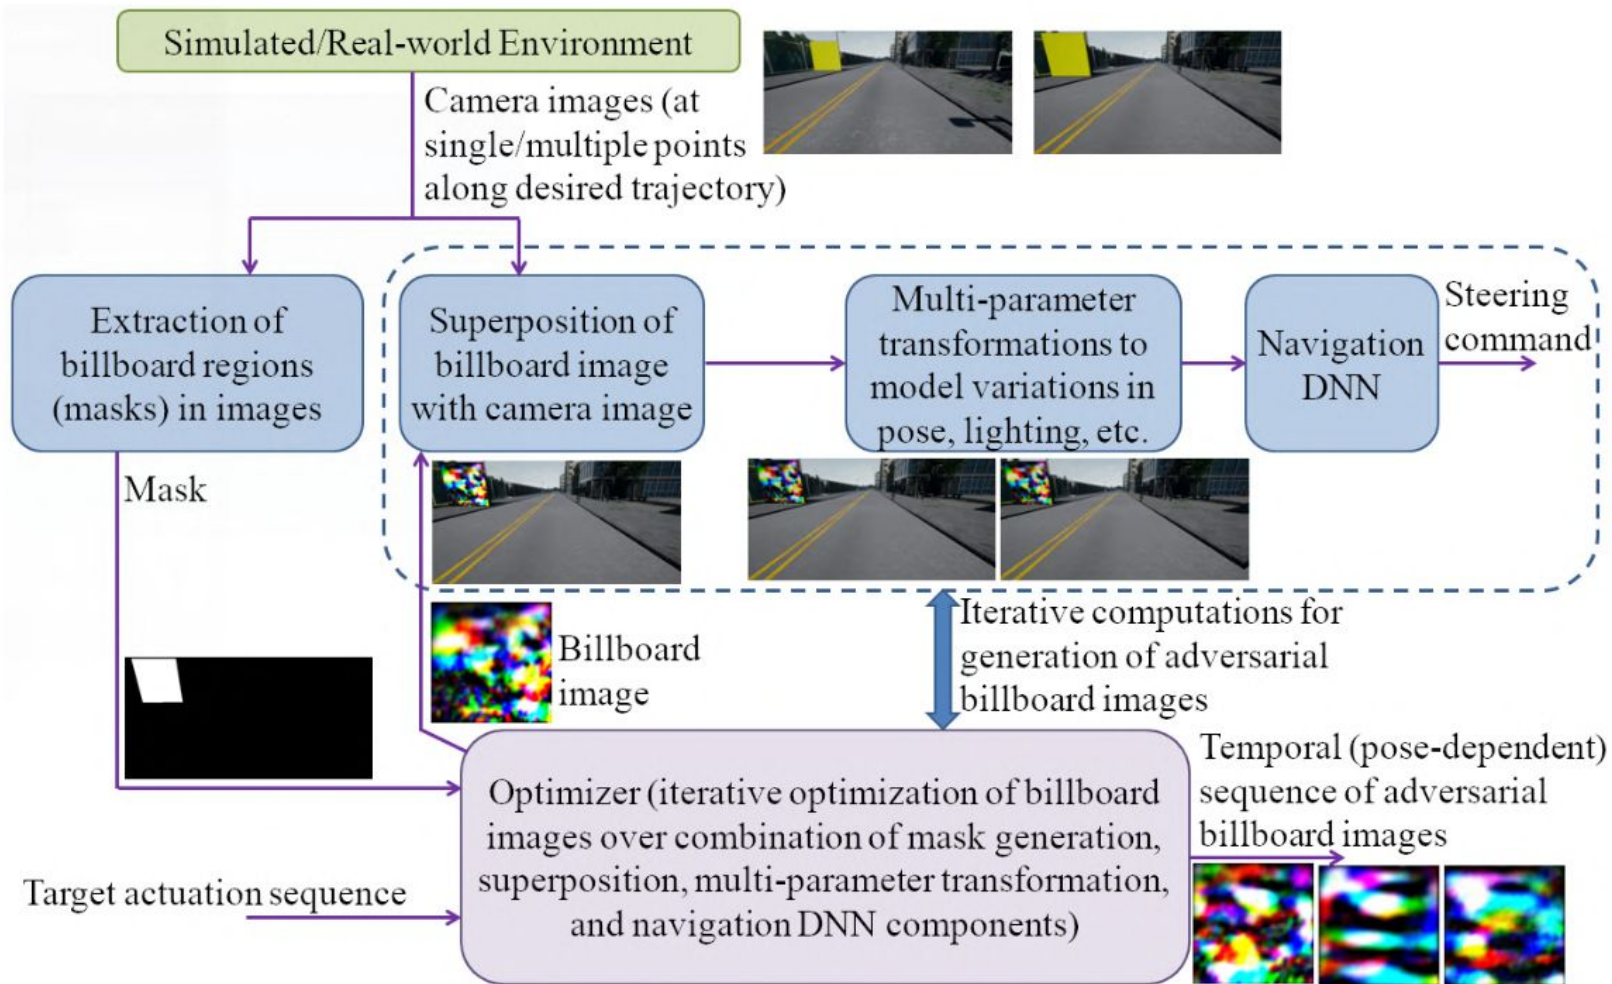 Simulated/Real-world Environment
Camera images (at
single/multiple points
along desired trajectory)
Extraction of
billboard regions
(masks) in images
Superposition of
billboard image
with camera image
Multi-parameter
transformations to
model variations in
pose, lighting, etc.
Navigation
DNN
Steering
command
Mask
Billboard
image
Iterative computations for
generation of adversarial
billboard images
Optimizer (iterative optimization of billboard
images over combination of mask generation,
superposition, multi-parameter transformation,
and navigation DNN components)
Target actuation sequence
Temporal (pose-dependent)
sequence of adversarial
billboard images